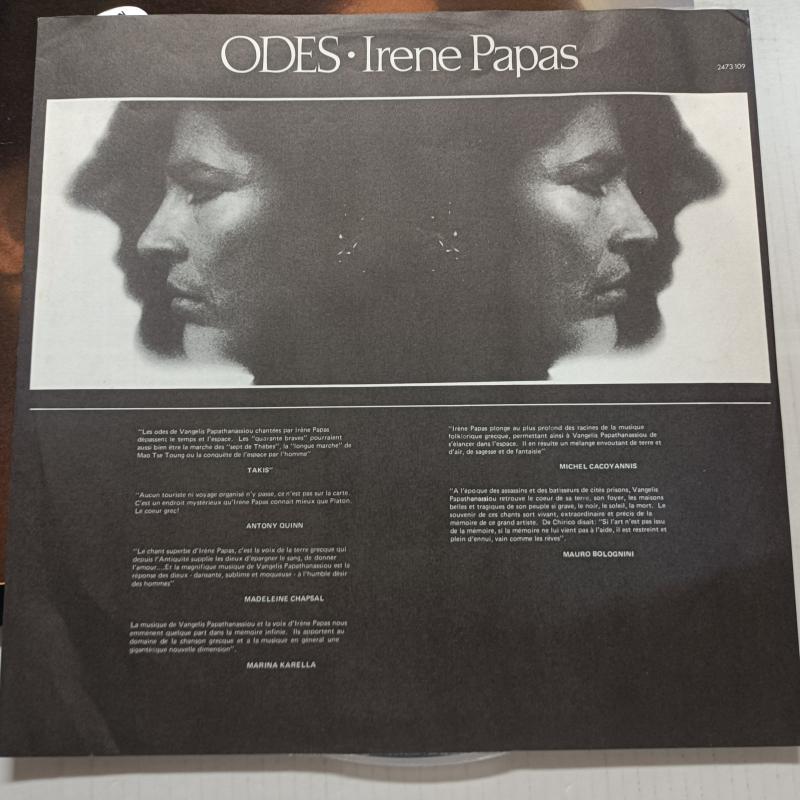 ODES • Irene Papas
2473 109
"Les odes de Vangelis Papathanassiou chantées par Irène Papas
dépassent le temps et l'espace. Les "quarante braves" pourraient
aussi bien être la marche des "sept de Thèbes", la "longue marche" de
Mao Tse Toung ou la conquête de l'espace par l'homme"
TAKIS"
"Aucun touriste ni voyage organisé n'y passe, ce n'est pas sur la carte.
C'est un endroit mystérieux qu'Irène Papas connait mieux que Platon.
Le coeur grec!
ANTONY QUINN
"Le chant superbe d'Irène Papas, c'est la voix de la terre grecque qui
depuis l'Antiquité supplie les dieux d'épargner le sang, de donner
l'amour....Et la magnifique musique de Vangelis Papathanassiou est la
réponse des dieux - dansante, sublime et moqueuse - à l'humble désir
des hommes"
MADELEINE CHAPSAL
La musique de Vangelis Papathanassiou et la voix d'Irène Papas nous
emmènent quelque part dans la mémoire infinie. Ils apportent au
domaine de la chanson grecque et a la musique en général une
gigantesque nouvelle dimension".
MARINA KARELLA
"Irène Papas plonge au plus profond des racines de la musique
folklorique grecque, permettant ainsi à Vangelis Papathanassiou de
s'élancer dans l'espace. Il en résulte un mélange envoutant de terre et
d'air, de sagesse et de fantaisie"
MICHEL CACOYANNIS
"A l'époque des assassins et des batisseurs de cités prisons, Vangelis
Papathanassiou retrouve le coeur de sa terre, son foyer, les maisons
belles et tragiques de son peuple si grave, le noir, le soleil, la mort. Le
souvenir de ces chants sort vivant, extraordinaire et précis de la
mémoire de ce grand artiste. De Chirico disait: "Si l'art n'est pas issu
de la mémoire, si la mémoire ne lui vient pas à l'aide, il est restreint et
plein d'ennui, vain comme les rêves".
MAURO BOLOGNINI